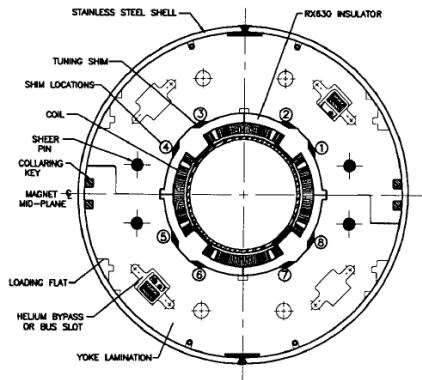 STAINLESS STEEL SHELL
RX630 INSULATOR
TUNING SHIM
SHIM LOCATIONS
COIL
SHEER
PIN
COLLARING
KEY
MAGNET ℄
MID-PLANE
LOADING FLAT
HELIUM BYPASS
OR BUS SLOT
YOKE LAMINATION
3
2
4
1
5
8
6
7